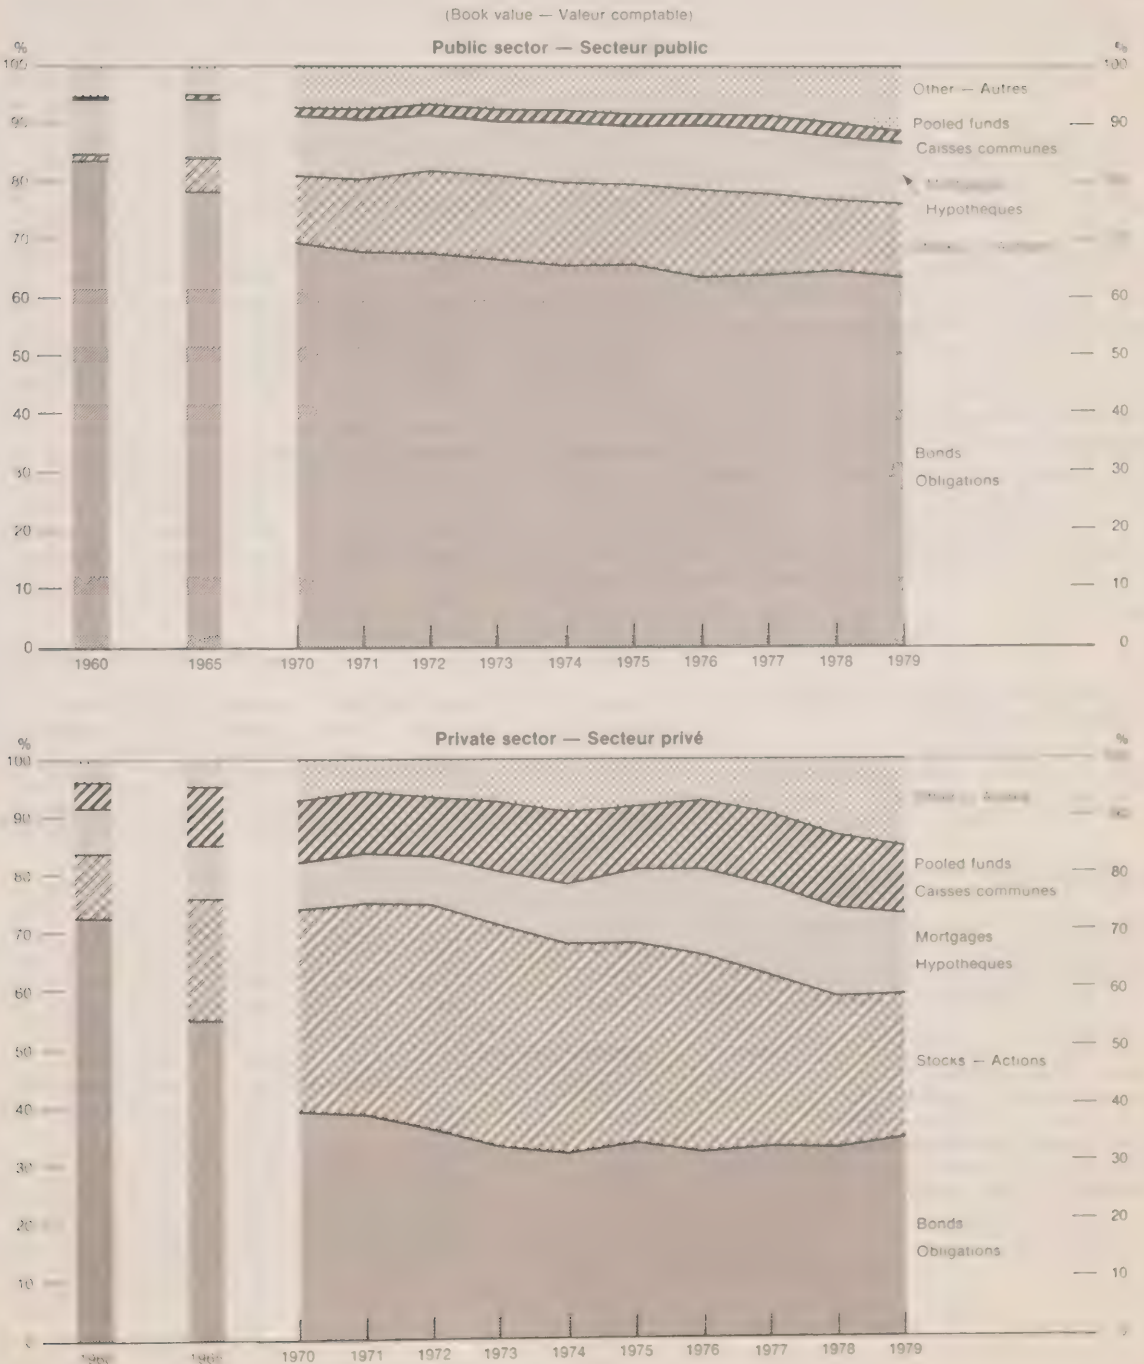 (Book value — Valeur comptable)
Public sector — Secteur public
% %
100 100
Other — Autres
90 90
Pooled funds
Caisses communes
80
Hypothèques
70
60 60
50 50
40 40
Bonds
Obligations
30 30
20 20
10 10
0 0
1960 1965 1970 1971 1972 1973 1974 1975 1976 1977 1978 1979
Private sector — Secteur privé
% %
100
90
Pooled funds
Caisses communes
80 80
Mortgages
Hypothèques
70 70
60 60
50 50
Stocks — Actions
40 40
30 30
20 20
Bonds
Obligations
10 10
0
1970 1971 1972 1973 1974 1975 1976 1977 1978 1979